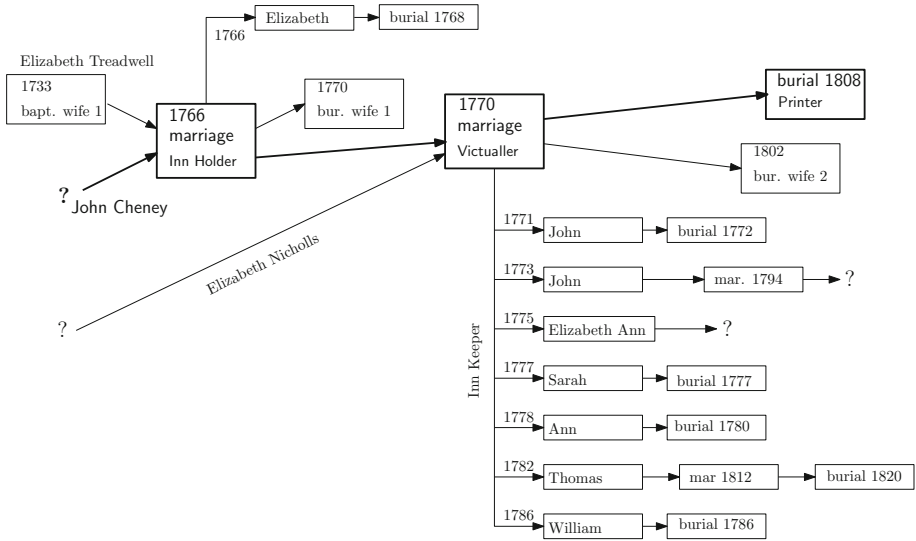 Elizabeth
burial 1768
1766
Elizabeth Treadwell
1733
bapt. wife 1
1770
bur. wife 1
1766
marriage
Inn Holder
?
John Cheney
1770
marriage
Victualler
burial 1808
Printer
1802
bur. wife 2
Elizabeth Nicholls
?
Inn Keeper
1771
John
burial 1772
1773
John
mar. 1794
?
1775
Elizabeth Ann
?
1777
Sarah
burial 1777
1778
Ann
burial 1780
1782
Thomas
mar 1812
burial 1820
1786
William
burial 1786